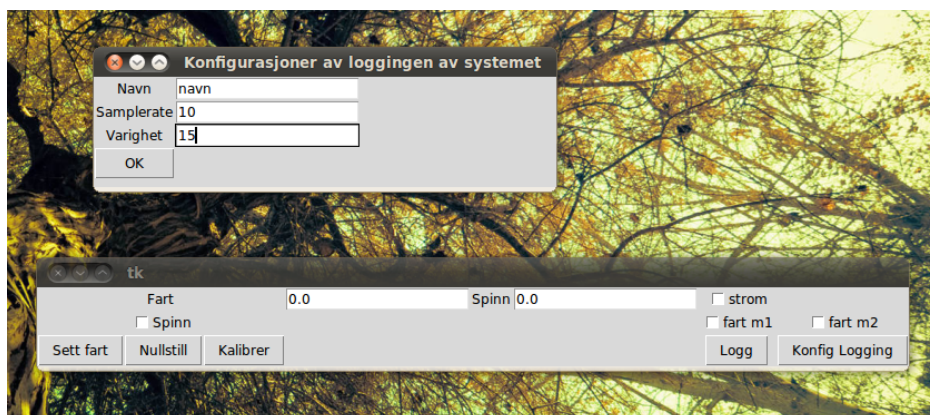 Konfigurasjoner av loggingen av systemet
Navn navn
Samplerate 10
Varighet 15
OK
tk
Fart 0.0 Spinn 0.0 strom
Spinn fart m1 fart m2
Sett fart Nullstill Kalibrer Logg Konfig Logging